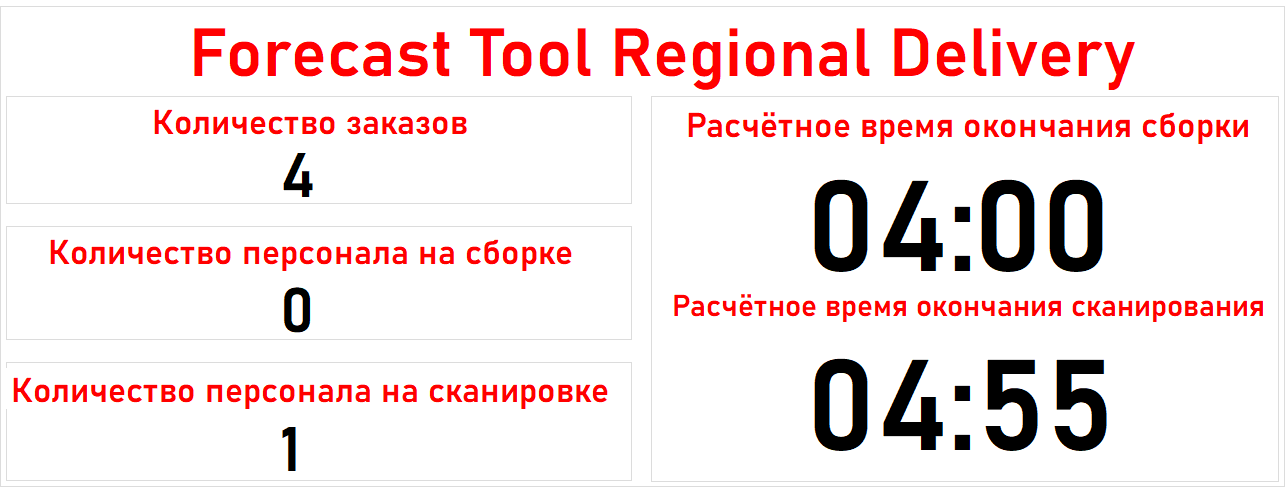 Forecast Tool Regional Delivery
Количество заказов
4
Количество персонала на сборке
0
Количество персонала на сканировке
1
Расчётное время окончания сборки
04:00
Расчётное время окончания сканирования
04:55